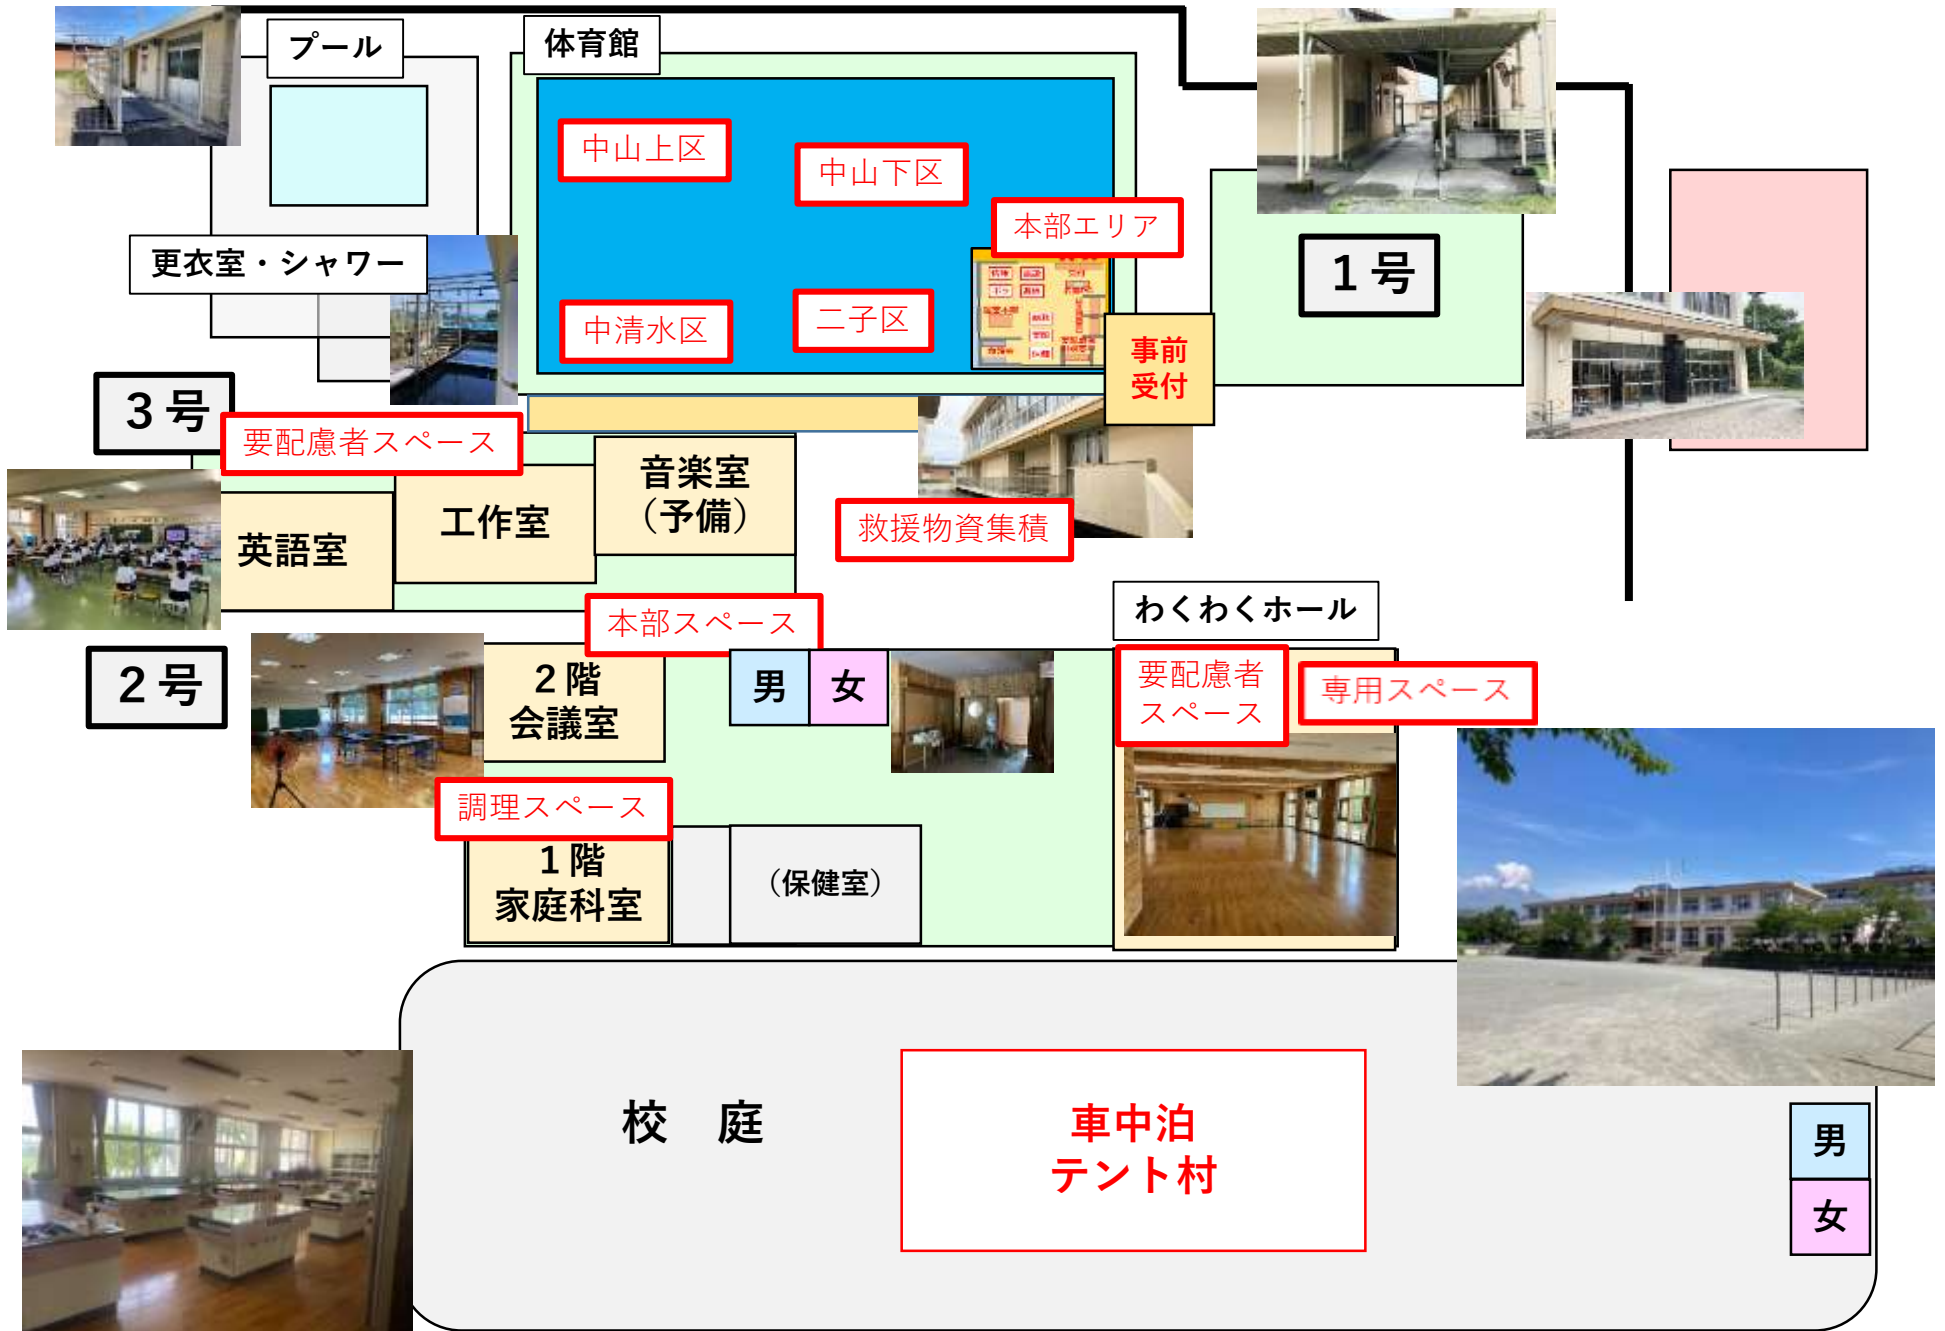 プール
体育館
中山上区
中山下区
本部エリア
更衣室・シャワー
１号
中清水区
二子区
事前
受付
３号
要配慮者スペース
音楽室
（予備）
工作室
英語室
救援物資集積
わくわくホール
本部スペース
２号
２階
会議室
男
女
要配慮者
スペース
専用スペース
調理スペース
１階
家庭科室
（保健室）
校　庭
車中泊
テント村
男
女